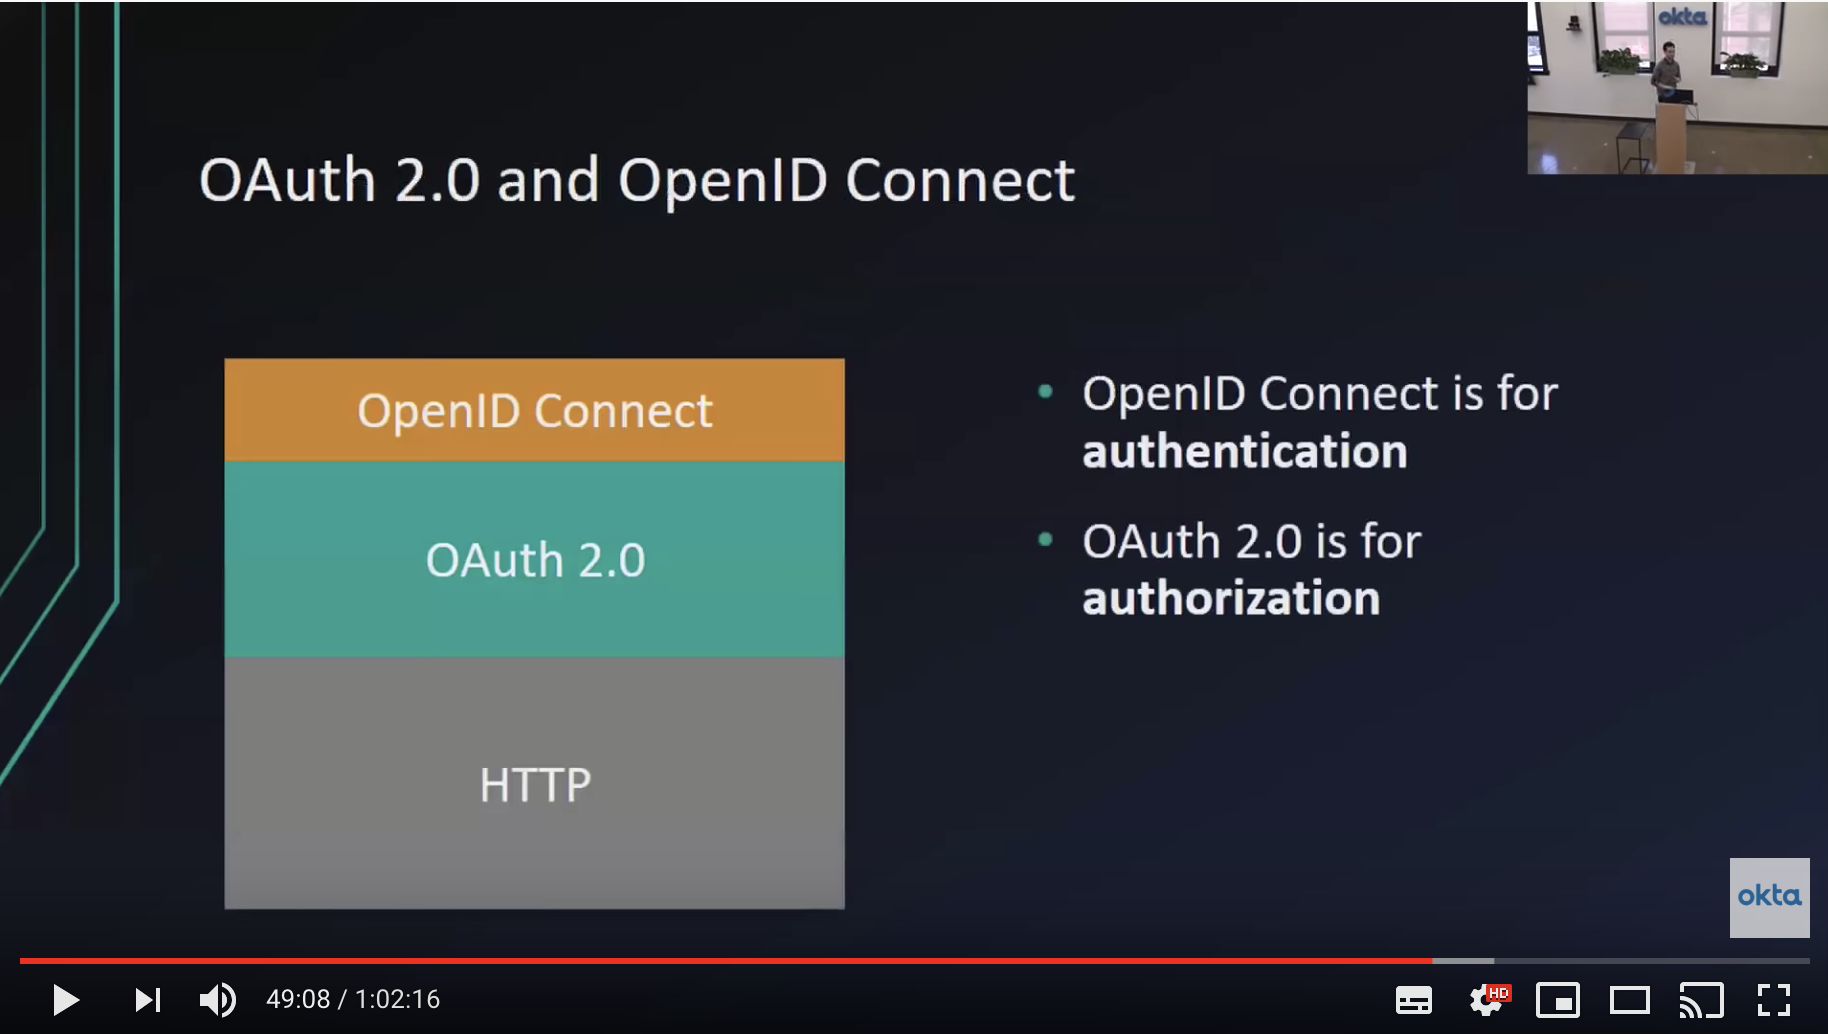 okta
OAuth 2.0 and OpenID Connect
OpenID Connect
OAuth 2.0
HTTP
• OpenID Connect is for
authentication
• OAuth 2.0 is for
authorization
okta
49:08 / 1:02:16
HD